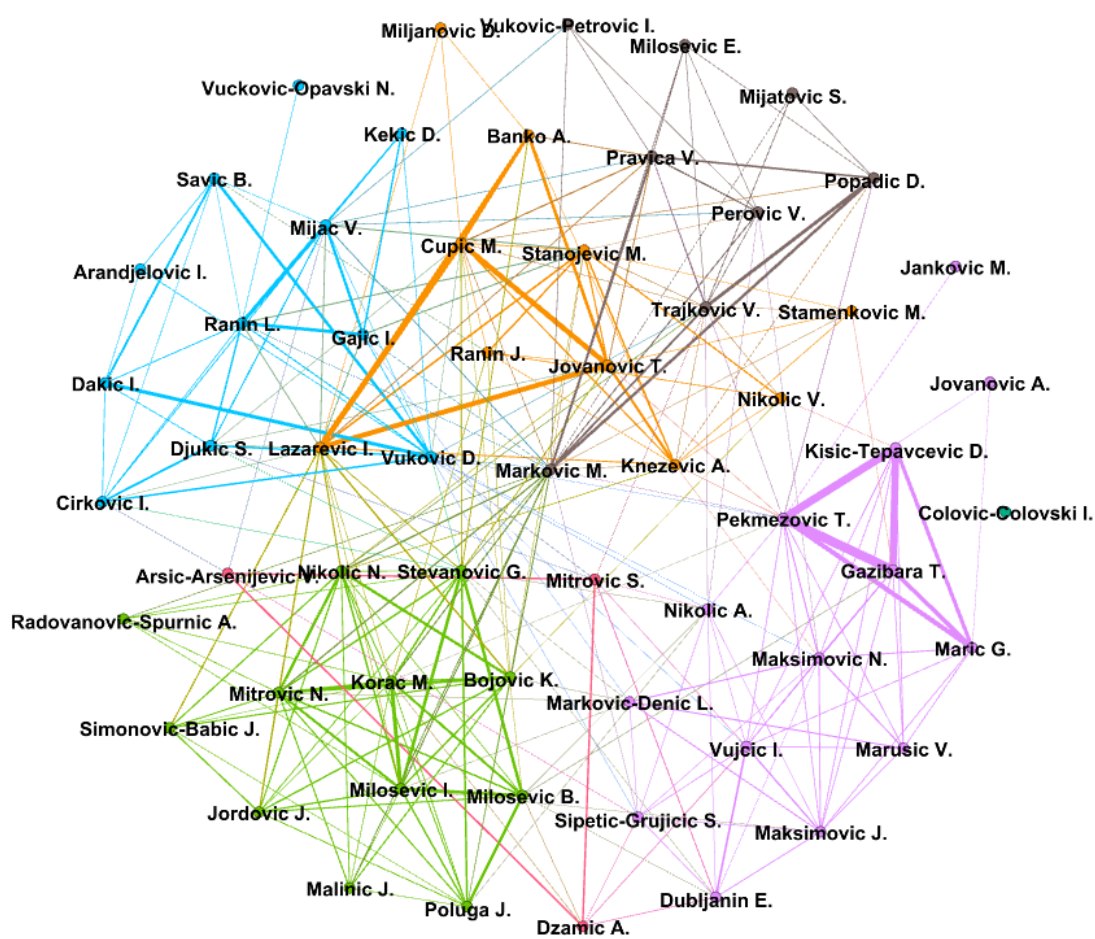 Miljanovic D.
Vukovic-Petrovic I.
Milosevic E.
Vuckovic-Opavski N.
Mijatovic S.
Kekic D.
Banko A.
Pravica V.
Savic B.
Popadic D.
Perovic V.
Mijac V.
Cupic M.
Stanojevic M.
Arandjelovic I.
Jankovic M.
Ranin L.
Gajic I.
Trajkovic V.
Stamenkovic M.
Ranin J.
Jovanovic T.
Dakic I.
Jovanovic A.
Nikolic V.
Djukic S.
Lazarevic I.
Vukovic D.
Markovic M.
Knezevic A.
Kisic-Tepavcevic D.
Cirkovic I.
Pekmezovic T.
Colovic-Colovski I.
Arsic-Arsenijevic V.
Nikolic N.
Stevanovic G.
Mitrovic S.
Gazibara T.
Radovanovic-Spurnic A.
Nikolic A.
Maksimovic N.
Maric G.
Mitrovic N.
Korac M.
Bojovic K.
Markovic-Denic L.
Simonovic-Babic J.
Vujcic I.
Marusic V.
Milosevic I.
Milosevic B.
Jordovic J.
Sipetic-Grujicic S.
Maksimovic J.
Malinic J.
Poluga J.
Dubljanin E.
Dzamic A.